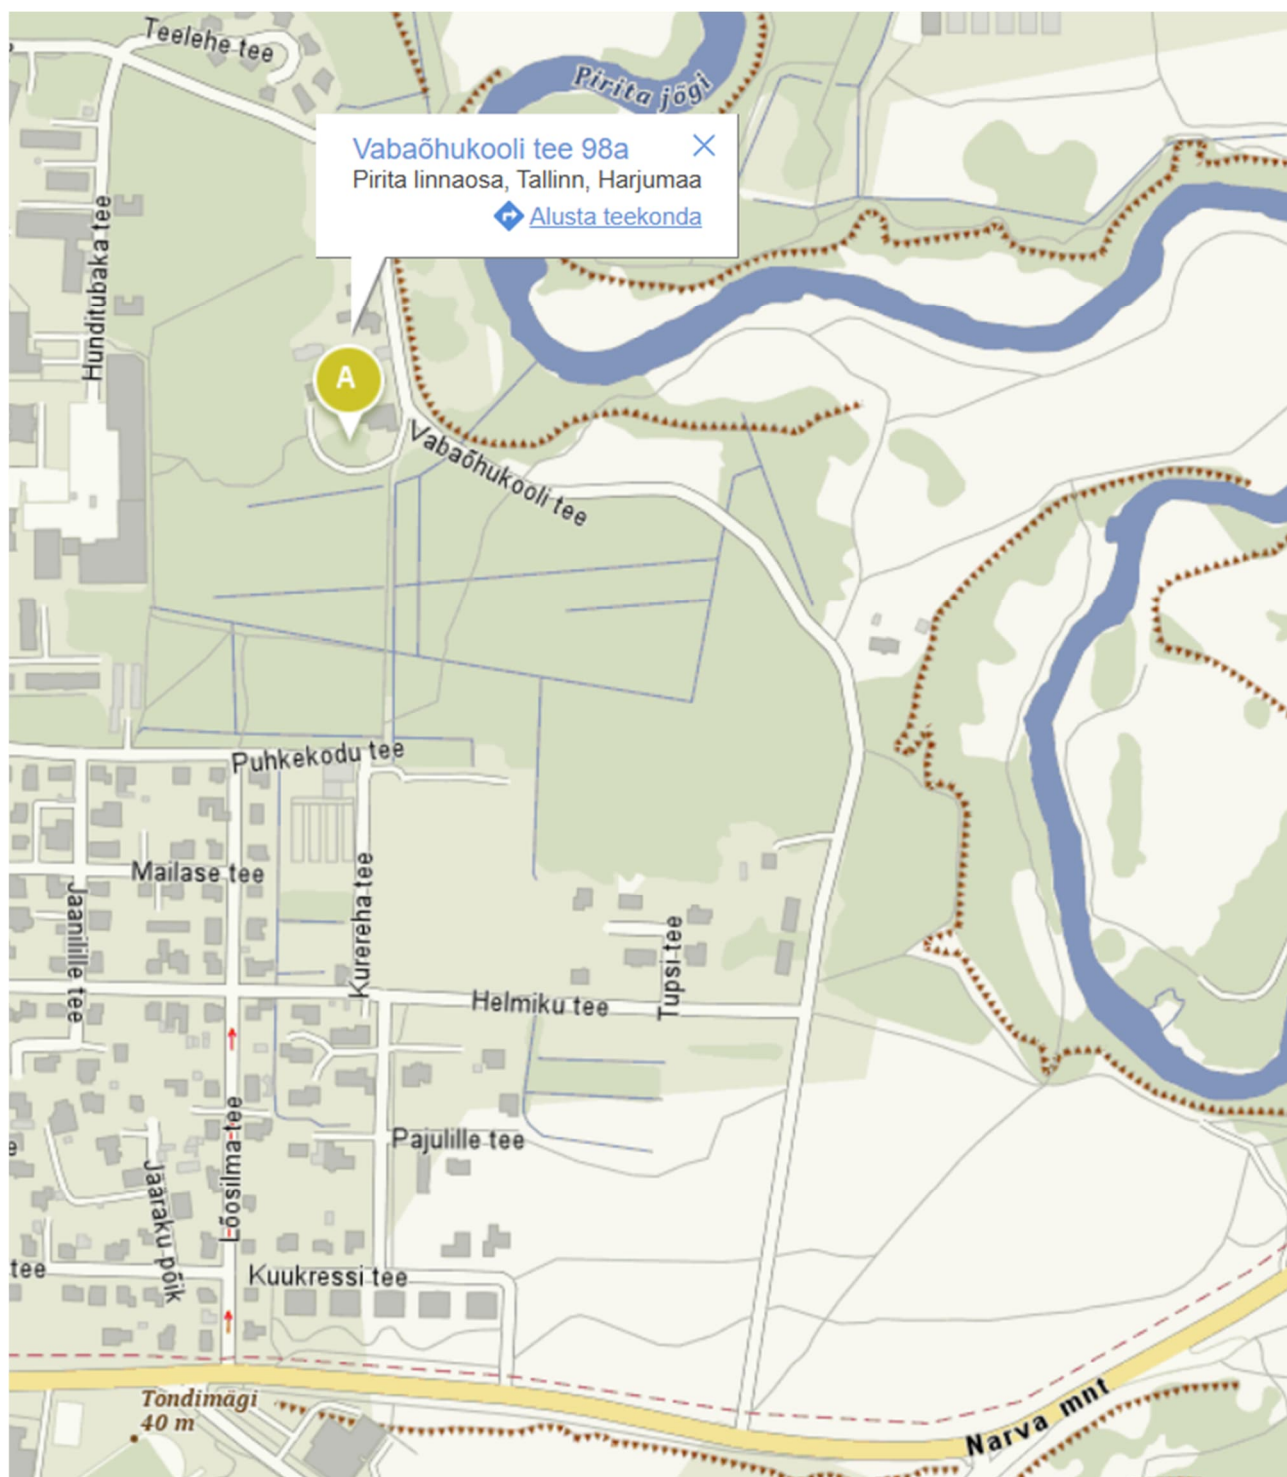 Teelehe tee
Pirita jõgi
Vabaõhukooli tee 98a
Pirita linnaosa, Tallinn, Harjumaa
Alusta teekonda
Hunditubaka tee
A
Vabaõhukooli tee
Puhkekodu tee
Mailase tee
Jaanilille tee
Kurereha tee
Tupsi tee
Helmiku tee
Lõosilma tee
Pajulille tee
Jaaraku põik
tee
Kuukressi tee
Tondimägi
40 m
Narva mnt